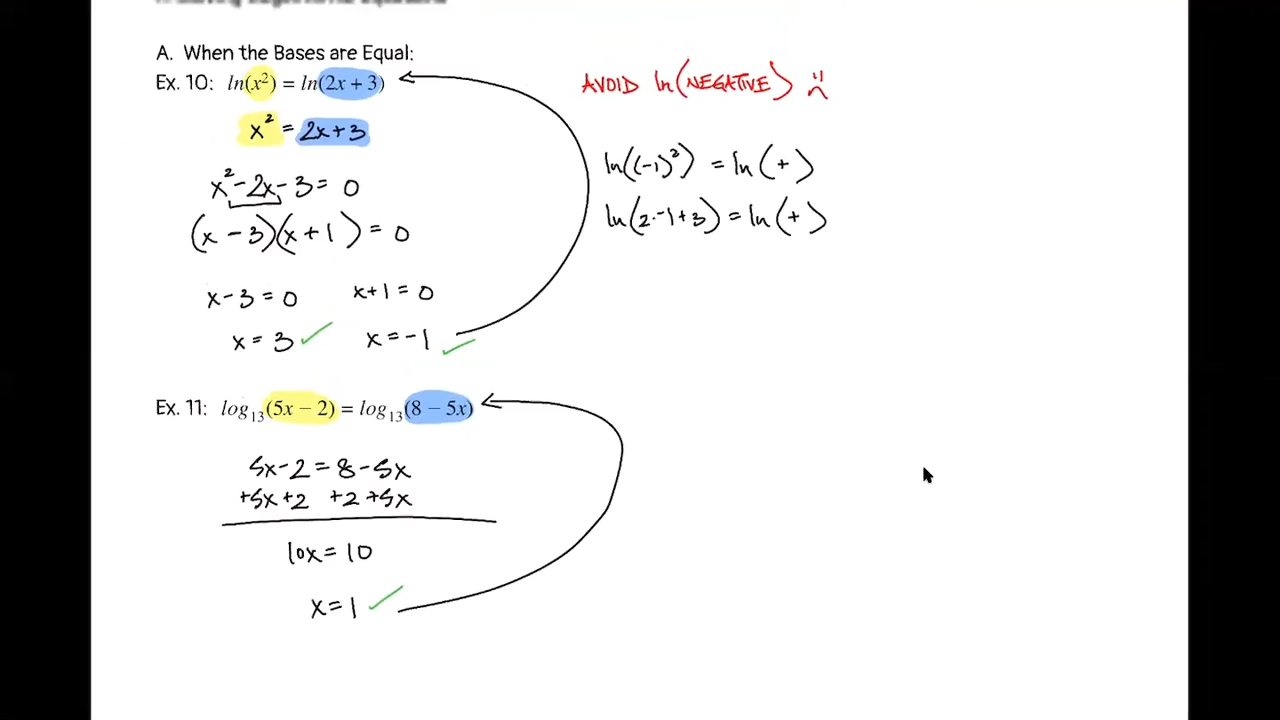 A. When the Bases are Equal:
Ex. 10: ln(x²) = ln(2x + 3)
AVOID ln(NEGATIVE) :(
x² = 2x+3
ln((-1)²) = ln(+)
x²-2x-3 = 0
ln(2·-1+3) = ln(+)
(x-3)(x+1) = 0
x-3=0 x+1=0
x=3 ✓ x=-1 ✓
Ex. 11: log₁₃(5x − 2) = log₁₃(8 − 5x)
5x-2=8-5x
+5x+2 +2+5x
10x=10
x=1 ✓